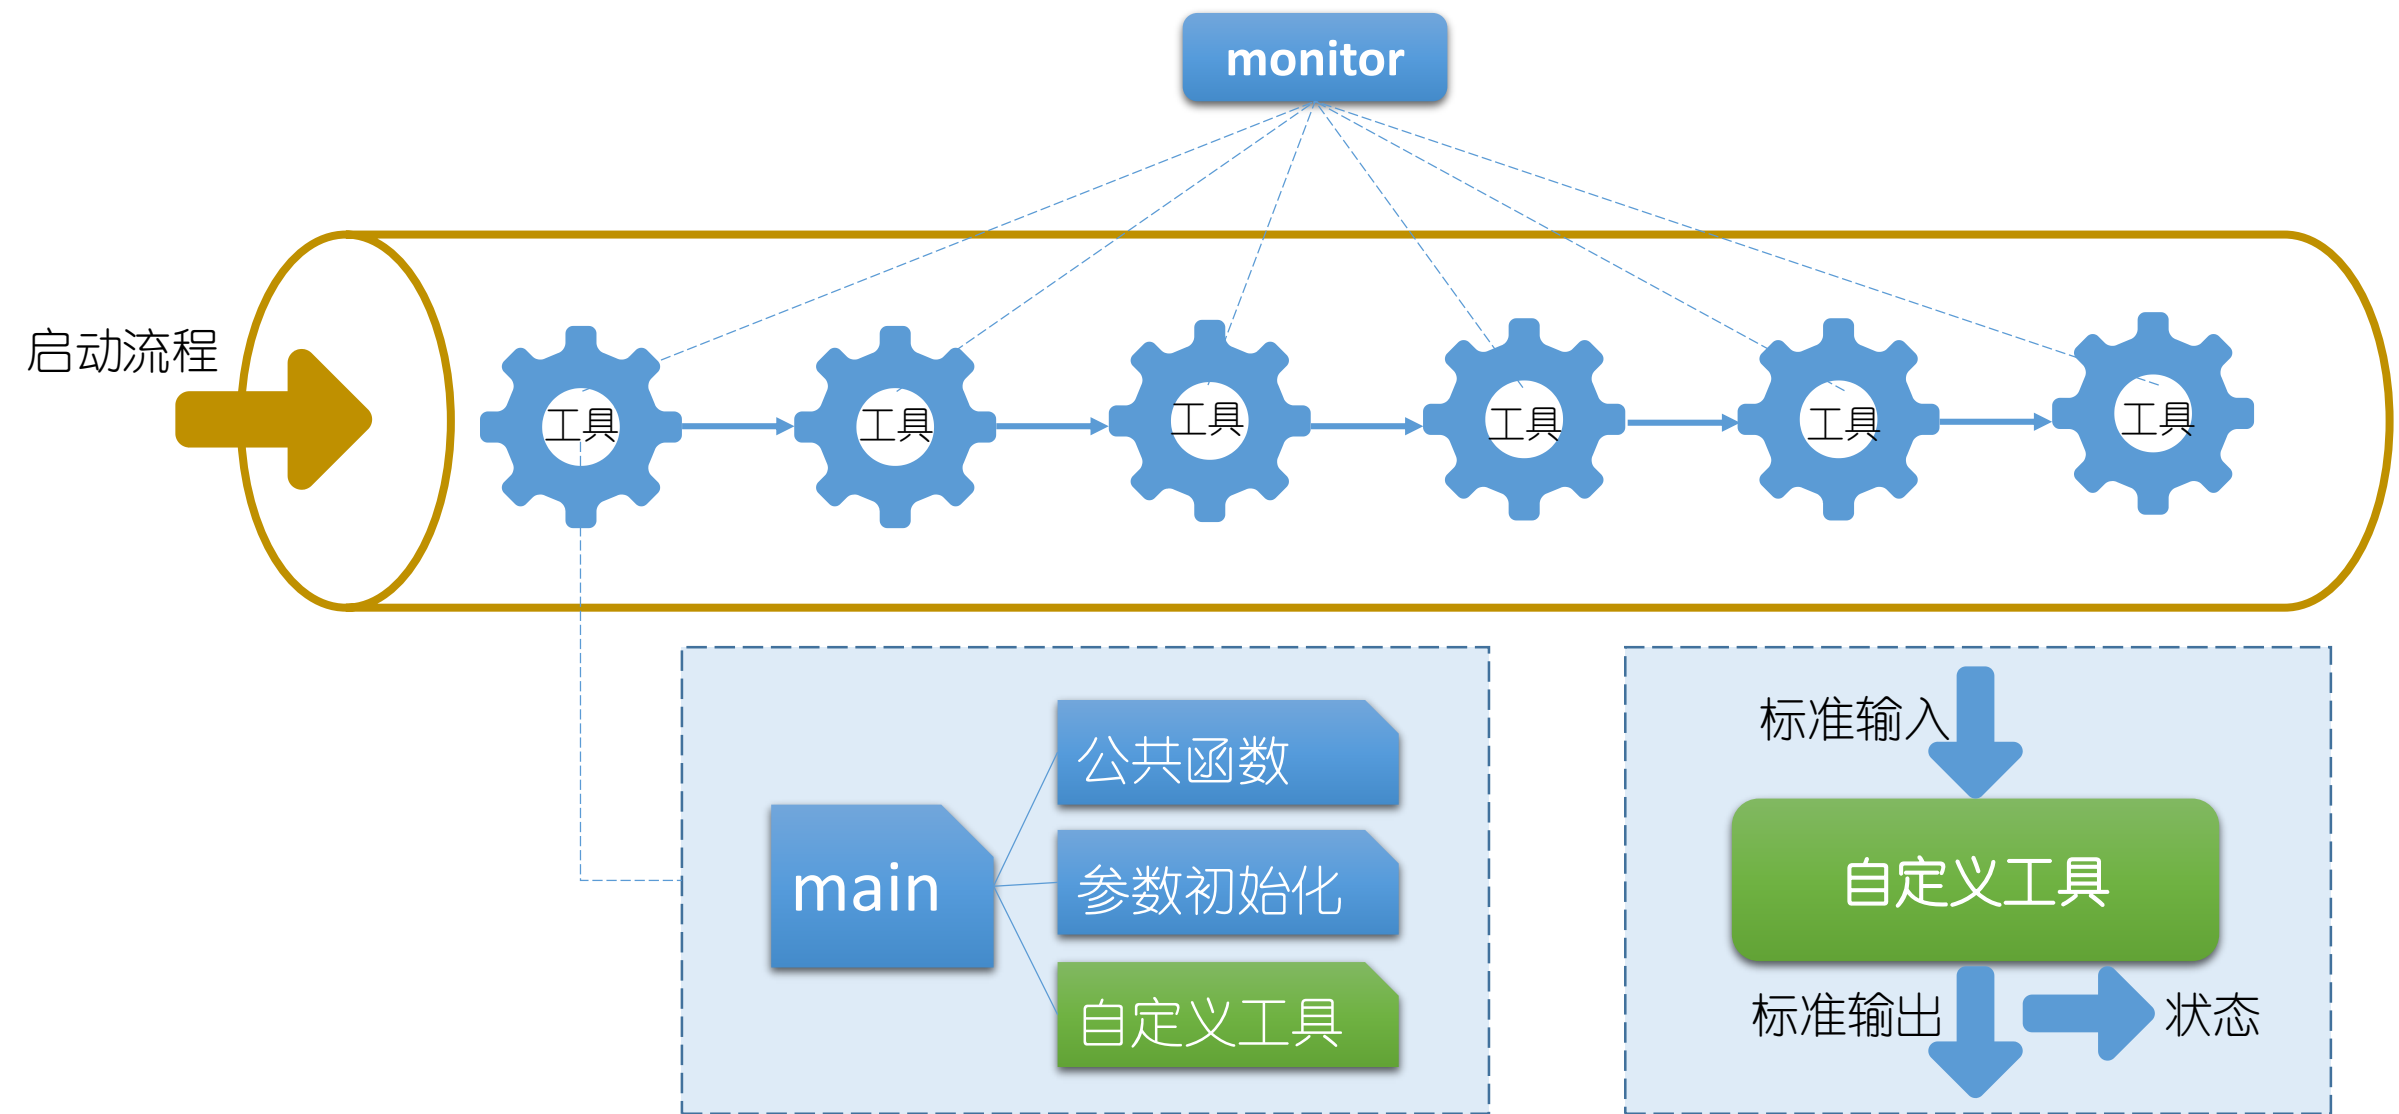 monitor
启动流程
工具
工具
工具
工具
工具
工具
main
公共函数
参数初始化
自定义工具
标准输入
自定义工具
标准输出
状态